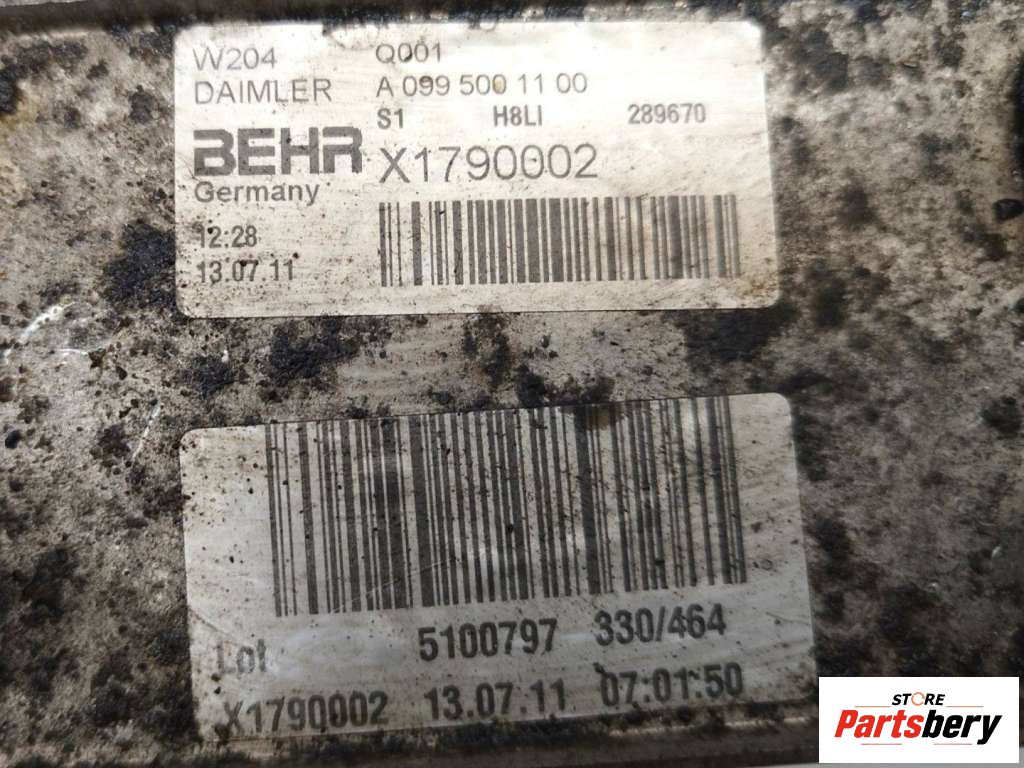 W204 Q001
DAIMLER A 099 500 11 00
S1 H8LI 289670
BEHR X1790002
Germany
12:28
13.07.11
Lot 5100797 330/464
X1790002 13.07.11 07:01:50
STORE
Partsbery